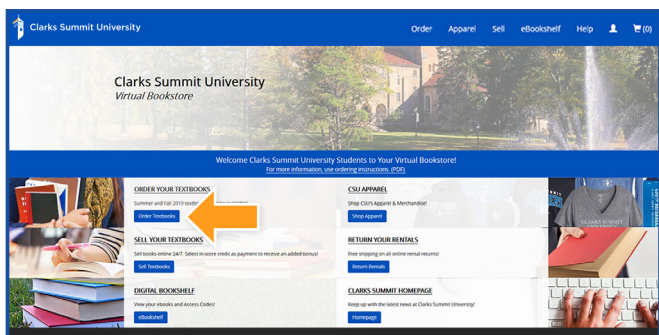 Clarks Summit University
Order Apparel Sell eBookshelf Help (0)
Clarks Summit University
Virtual Bookstore
Welcome Clarks Summit University Students to Your Virtual Bookstore!
For more information, use ordering instructions. (PDF)
ORDER YOUR TEXTBOOKS
Summer and Fall 2019
Order Textbooks
CSU APPAREL
Shop CSU's Apparel & Merchandise!
Shop Apparel
CLARKS SUMMIT
SELL YOUR TEXTBOOKS
Sell books online 24/7. Select in-store credit as payment to receive an added bonus!
Sell Textbooks
RETURN YOUR RENTALS
Free shipping on all online rental returns!
Return Rentals
DIGITAL BOOKSHELF
View your ebooks and Access Codes!
eBookshelf
CLARKS SUMMIT HOMEPAGE
Keep up with the latest news at Clarks Summit University!
Homepage